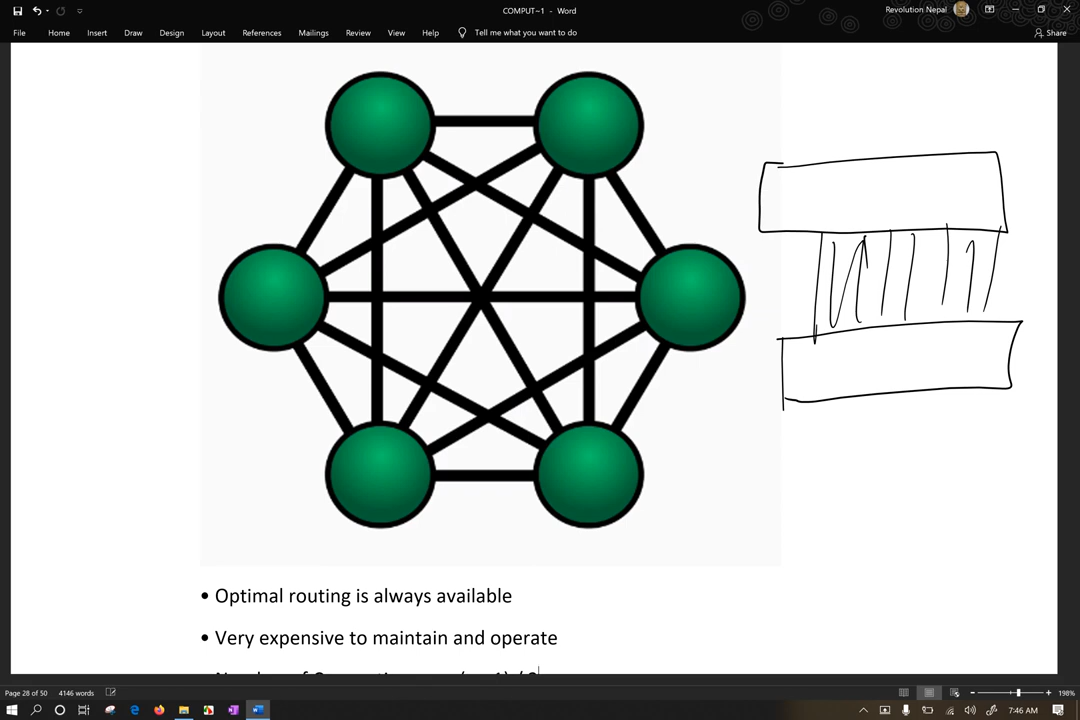 COMPUT~1 - Word
Revolution Nepal
File Home Insert Draw Design Layout References Mailings Review View Help Tell me what you want to do
Share
• Optimal routing is always available
• Very expensive to maintain and operate
Page 28 of 50 4146 words
198%
7:46 AM